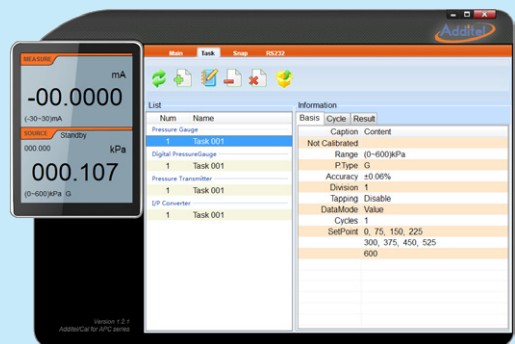 Additel
Main Task Snap RS232
MEASURE
mA
-00.0000
(-30~30)mA
SOURCE Standby
000.000 kPa
000.107
(0~600)kPa G
List
Num Name
Pressure Gauge
1 Task 001
Digital PressureGauge
1 Task 001
Pressure Transmitter
1 Task 001
I/P Converter
1 Task 001
Information
Basis Cycle Result
Caption Content
Not Calibrated
Range (0~600)kPa
P.Type G
Accuracy ±0.06%
Division 1
Tapping Disable
DataMode Value
Cycles 1
SetPoint 0, 75, 150, 225
300, 375, 450, 525
600
Version 1.2.1
Additel/Cal for APC series